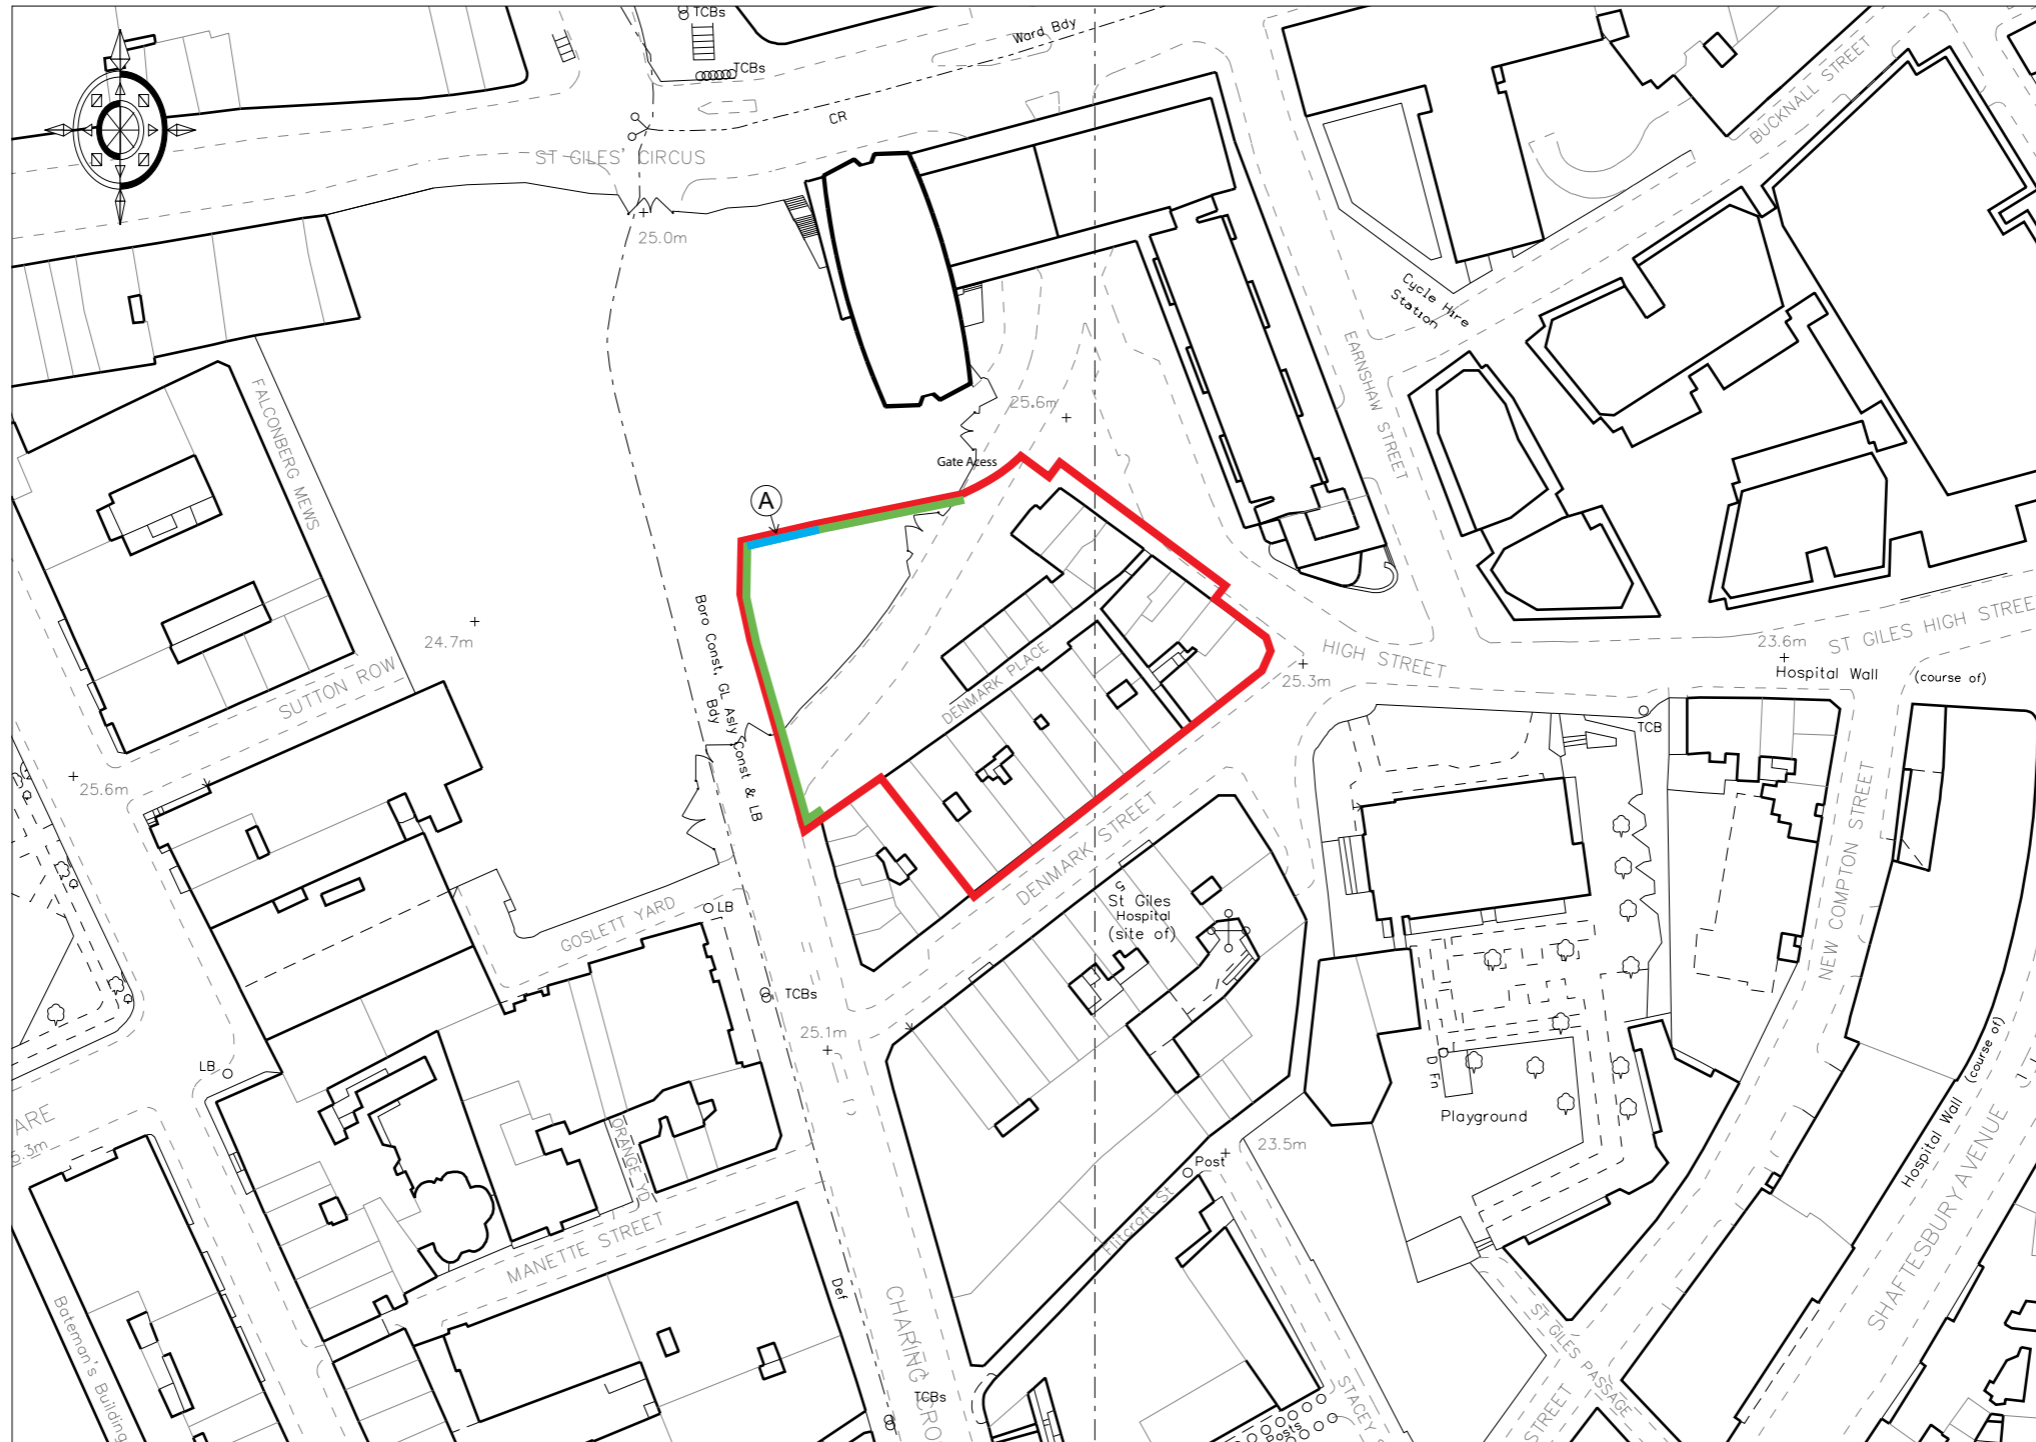 TCBs
Ward Bdy
TCBs
CR
ST GILES' CIRCUS
BUCKNALL STREET
25.0m
Cycle Hire
Station
EARNSHAW STREET
FALCONBERG MEWS
25.6m
Gate Acess
A
24.7m
SUTTON ROW
Boro Const, GL Asly Const & LB
Bdy
DENMARK PLACE
HIGH STREET
25.3m
23.6m
ST GILES HIGH STREE
Hospital Wall
(course of)
TCB
25.6m
DENMARK STREET
NEW COMPTON STREET
LB
GOSLETT YARD
S
St Giles
Hospital
(site of)
TCBs
25.1m
LB
D Fn
Playground
ARE
5.3m
ORANGE YD
MANETTE STREET
Post
23.5m
Flitcroft St
Hospital Wall (course of)
SHAFTESBURY AVENUE
Def
CHARING CRO
Bateman's Building
TCBs
STACEY S
Posts
ST GILES PASSAGE
STREET